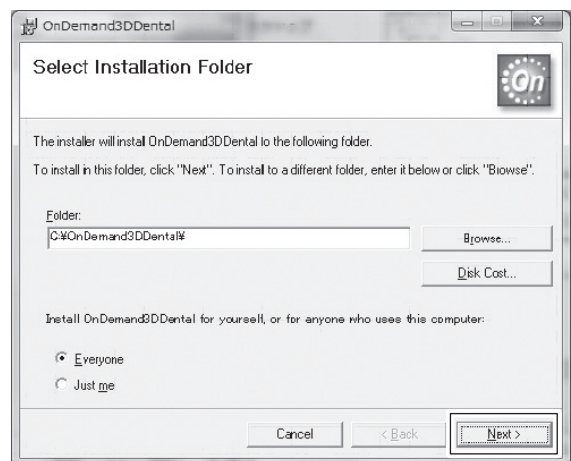 OnDemand3DDental
Select Installation Folder
On
The installer will install OnDemand3DDental to the following folder.
To install in this folder, click "Next". To install to a different folder, enter it below or click "Browse".
Folder:
C:¥OnDemand3DDental¥
Browse...
Disk Cost...
Install OnDemand3DDental for yourself, or for anyone who uses this computer:
Everyone
Just me
Cancel
< Back
Next >